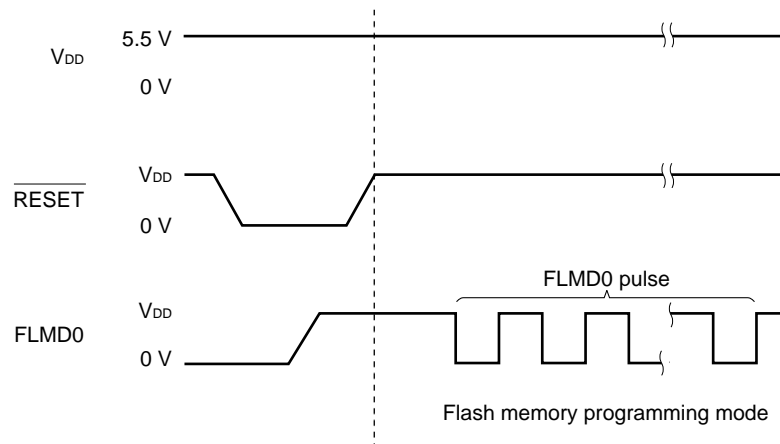 VDD
5.5 V
0 V
RESET
VDD
0 V
FLMD0 pulse
FLMD0
VDD
0 V
Flash memory programming mode